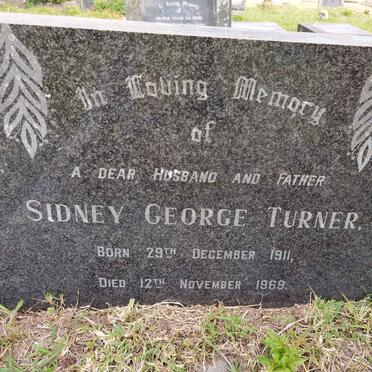 In Loving Memory
of
A DEAR HUSBAND AND FATHER
SIDNEY GEORGE TURNER,
BORN 29TH DECEMBER 1911,
DIED 12TH NOVEMBER 1969.